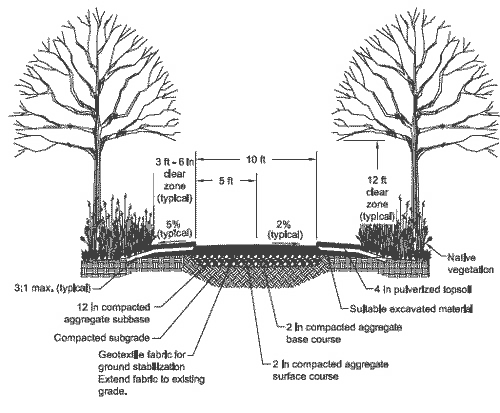 3 ft - 6 in
clear
zone
(typical)
10 ft
5 ft
12 ft
clear
zone
(typical)
5%
(typical)
2%
(typical)
Native
vegetation
3:1 max. (typical)
4 in pulverized topsoil
12 in compacted
aggregate subbase
Suitable excavated material
Compacted subgrade
2 in compacted aggregate
base course
Geotextile fabric for
ground stabilization
Extend fabric to existing
grade.
2 in compacted aggregate
surface course